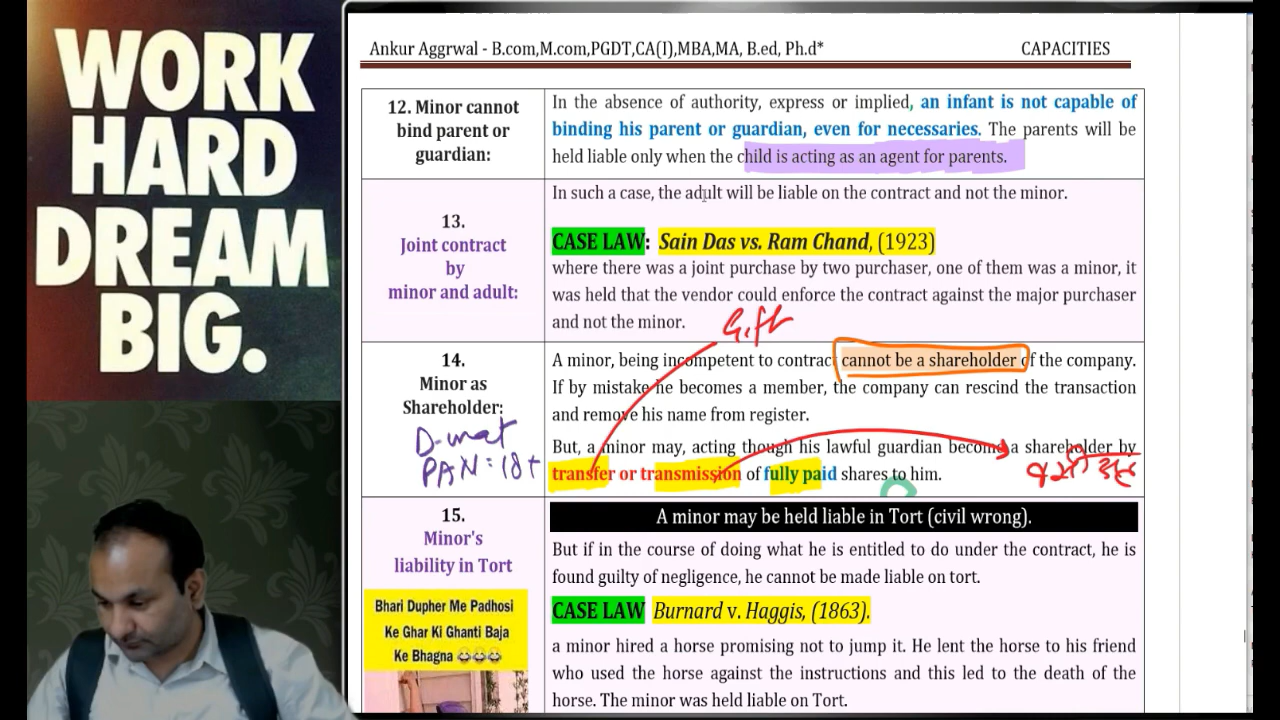 WORK
HARD
DREAM
BIG.
Ankur Aggrwal - B.com,M.com,PGDT,CA(I),MBA,MA, B.ed, Ph.d*
CAPACITIES
12. Minor cannot
bind parent or
guardian:
In the absence of authority, express or implied, an infant is not capable of
binding his parent or guardian, even for necessaries. The parents will be
held liable only when the child is acting as an agent for parents.
13.
Joint contract
by
minor and adult:
In such a case, the adult will be liable on the contract and not the minor.
CASE LAW: Sain Das vs. Ram Chand, (1923)
where there was a joint purchase by two purchaser, one of them was a minor, it
was held that the vendor could enforce the contract against the major purchaser
and not the minor.
Gift
14.
Minor as
Shareholder:
D-mat
PAN : 18+
A minor, being incompetent to contract cannot be a shareholder of the company.
If by mistake he becomes a member, the company can rescind the transaction
and remove his name from register.
But, a minor may, acting though his lawful guardian become a shareholder by
transfer or transmission of fully paid shares to him.
15.
Minor's
liability in Tort
Bhari Dupher Me Padhosi
Ke Ghar Ki Ghanti Baja
Ke Bhagna 😂😂😂
A minor may be held liable in Tort (civil wrong).
But if in the course of doing what he is entitled to do under the contract, he is
found guilty of negligence, he cannot be made liable on tort.
CASE LAW Burnard v. Haggis, (1863).
a minor hired a horse promising not to jump it. He lent the horse to his friend
who used the horse against the instructions and this led to the death of the
horse. The minor was held liable on Tort.